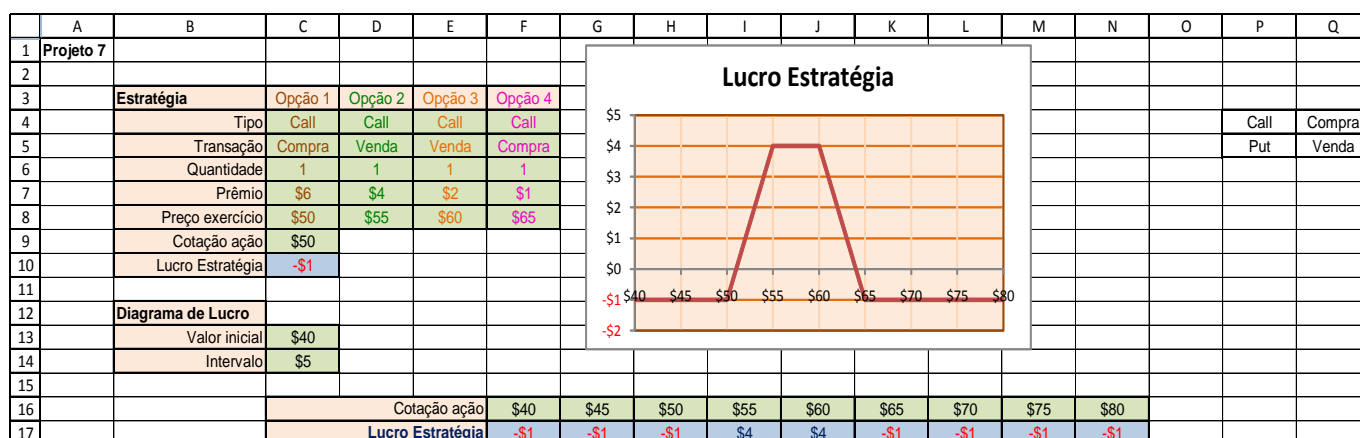 A B C D E F G H I J K L M N O P Q
1 Projeto 7
2
3 Estratégia Opção 1 Opção 2 Opção 3 Opção 4
4 Tipo Call Call Call Call Call Compra
5 Transação Compra Venda Venda Compra Put Venda
6 Quantidade 1 1 1 1
7 Prêmio $6 $4 $2 $1
8 Preço exercício $50 $55 $60 $65
9 Cotação ação $50
10 Lucro Estratégia -$1
11
12 Diagrama de Lucro
13 Valor inicial $40
14 Intervalo $5
15
16 Cotação ação $40 $45 $50 $55 $60 $65 $70 $75 $80
17 Lucro Estratégia -$1 -$1 -$1 $4 $4 -$1 -$1 -$1 -$1
Lucro Estratégia
$5
$4
$3
$2
$1
$0
-$1
-$2
$40 $45 $50 $55 $60 $65 $70 $75 $80